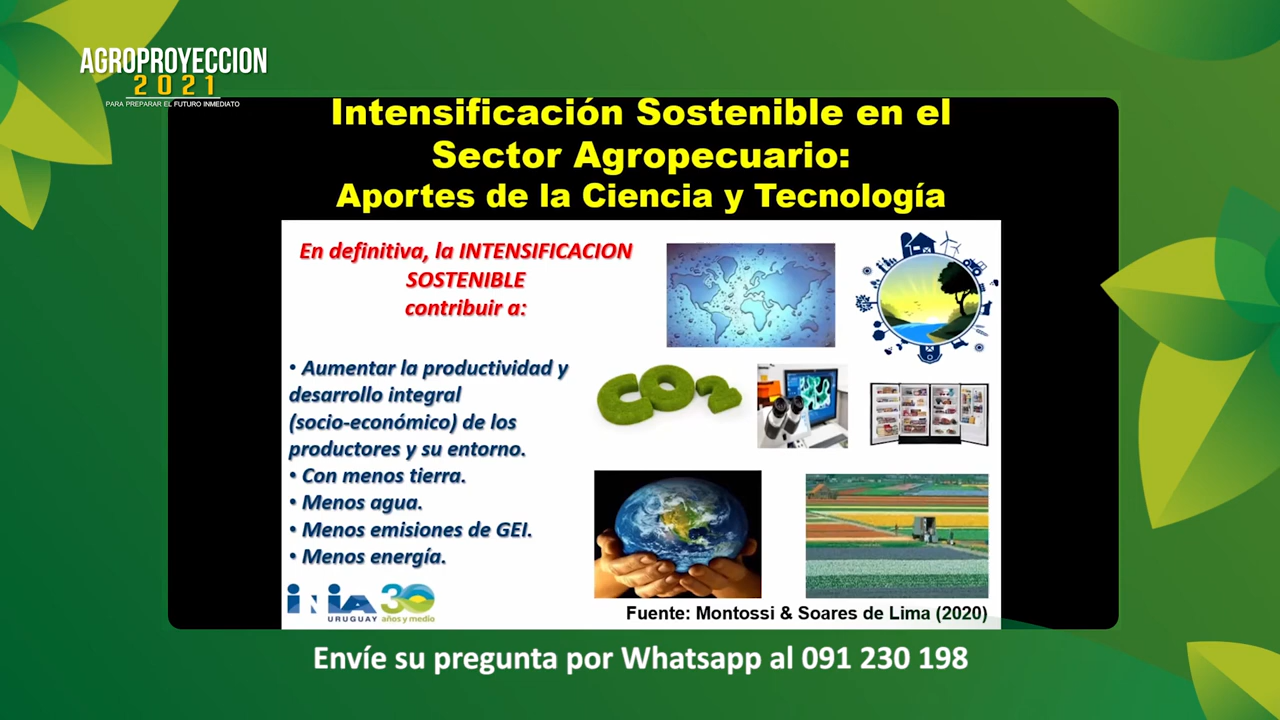 AGROPROYECCION
2021
PARA PREPARAR EL FUTURO INMEDIATO
Intensificación Sostenible en el
Sector Agropecuario:
Aportes de la Ciencia y Tecnología
En definitiva, la INTENSIFICACION
SOSTENIBLE
contribuir a:
• Aumentar la productividad y
desarrollo integral
(socio-económico) de los
productores y su entorno.
• Con menos tierra.
• Menos agua.
• Menos emisiones de GEI.
• Menos energía.
CO2
INIA 30
URUGUAY años y medio
Fuente: Montossi & Soares de Lima (2020)
Envíe su pregunta por Whatsapp al 091 230 198